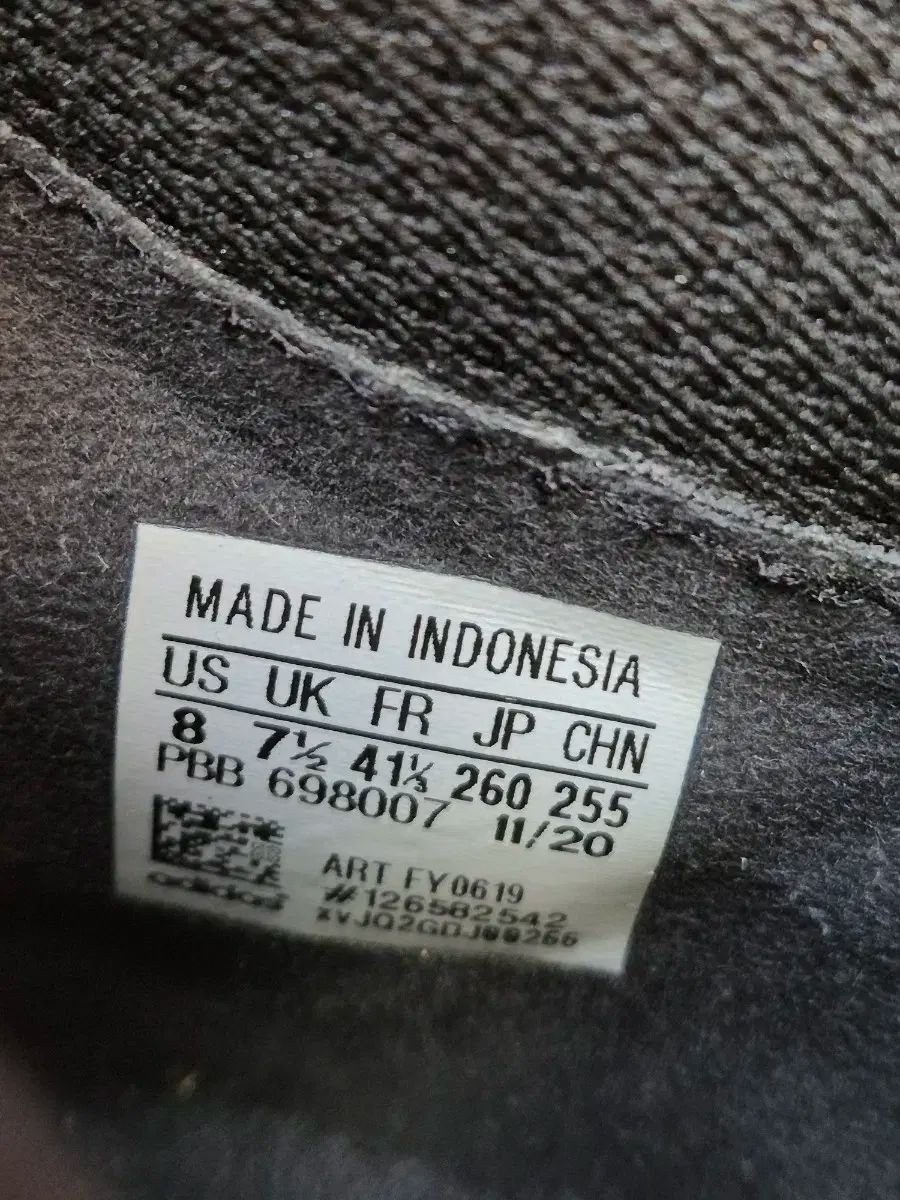 MADE IN INDONESIA
US UK FR JP CHN
8 7½ 41⅓ 260 255
PBB 698007 11/20
ART FY0619
#126582542
adidas